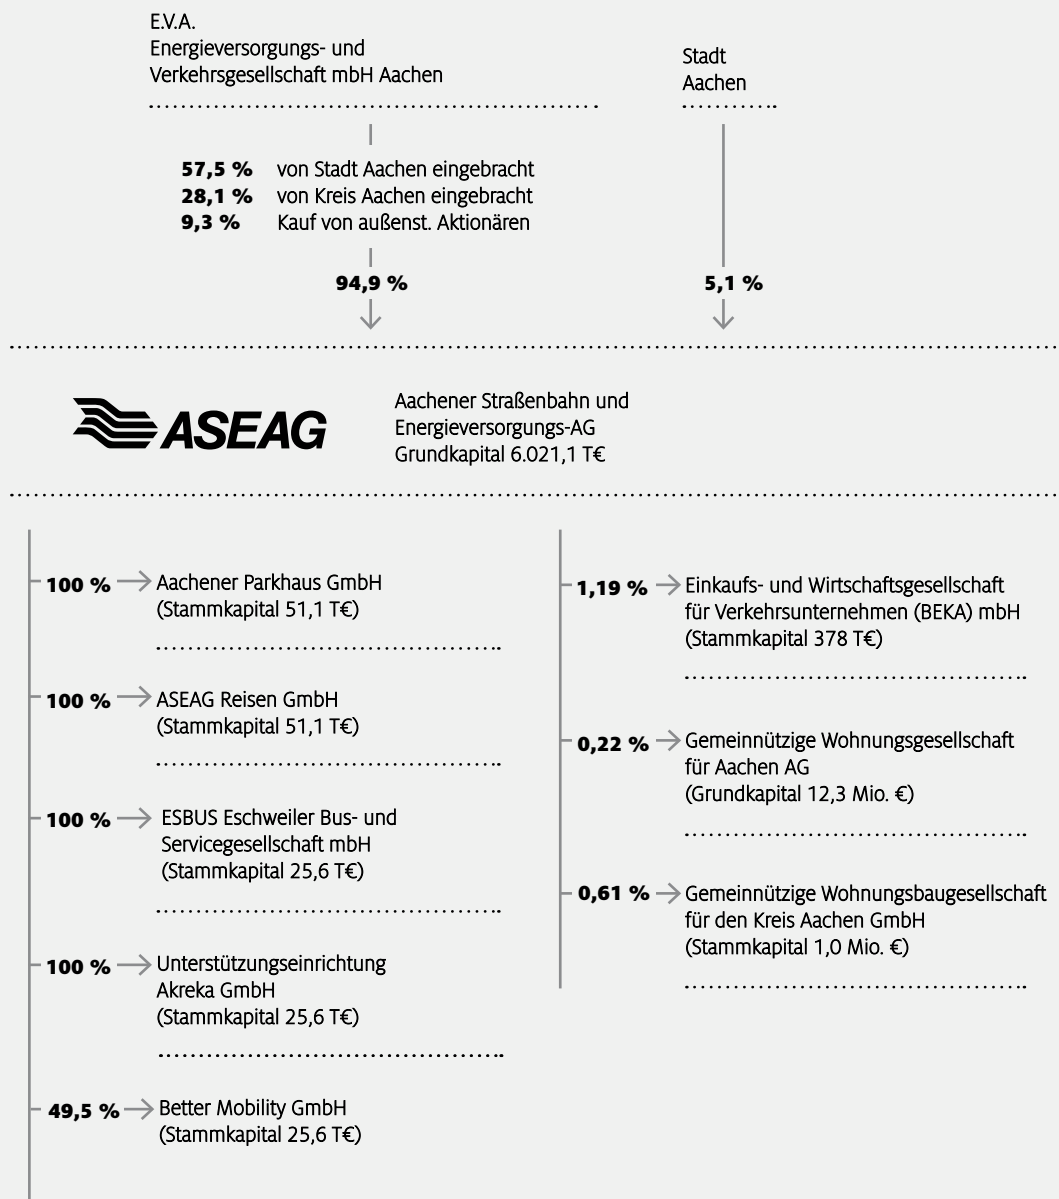 E.V.A.
Energieversorgungs- und
Verkehrsgesellschaft mbH Aachen
Stadt
Aachen
57,5 % von Stadt Aachen eingebracht
28,1 % von Kreis Aachen eingebracht
9,3 % Kauf von außenst. Aktionären
94,9 %
5,1 %
ASEAG
Aachener Straßenbahn und
Energieversorgungs-AG
Grundkapital 6.021,1 T€
100 % Aachener Parkhaus GmbH
(Stammkapital 51,1 T€)
100 % ASEAG Reisen GmbH
(Stammkapital 51,1 T€)
100 % ESBUS Eschweiler Bus- und
Servicegesellschaft mbH
(Stammkapital 25,6 T€)
100 % Unterstützungseinrichtung
Akreka GmbH
(Stammkapital 25,6 T€)
49,5 % Better Mobility GmbH
(Stammkapital 25,6 T€)
1,19 % Einkaufs- und Wirtschaftsgesellschaft
für Verkehrsunternehmen (BEKA) mbH
(Stammkapital 378 T€)
0,22 % Gemeinnützige Wohnungsgesellschaft
für Aachen AG
(Grundkapital 12,3 Mio. €)
0,61 % Gemeinnützige Wohnungsbaugesellschaft
für den Kreis Aachen GmbH
(Stammkapital 1,0 Mio. €)